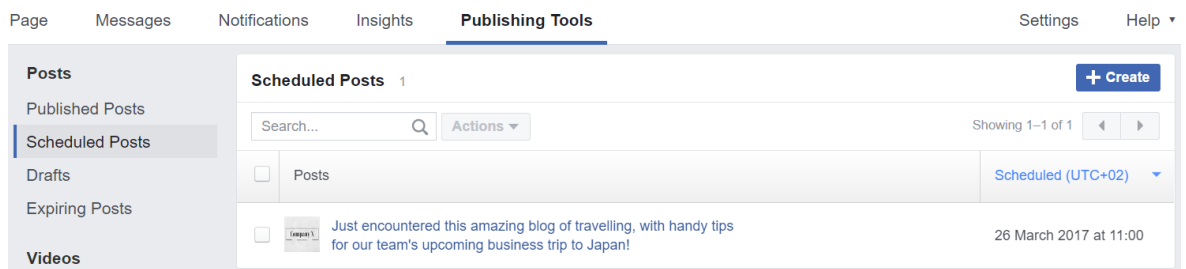 Page Messages Notifications Insights Publishing Tools Settings Help
Posts
Published Posts
Scheduled Posts
Drafts
Expiring Posts
Videos
Scheduled Posts 1
+ Create
Search... Actions
Showing 1–1 of 1
Posts Scheduled (UTC+02)
Company X
Just encountered this amazing blog of travelling, with handy tips
for our team's upcoming business trip to Japan!
26 March 2017 at 11:00